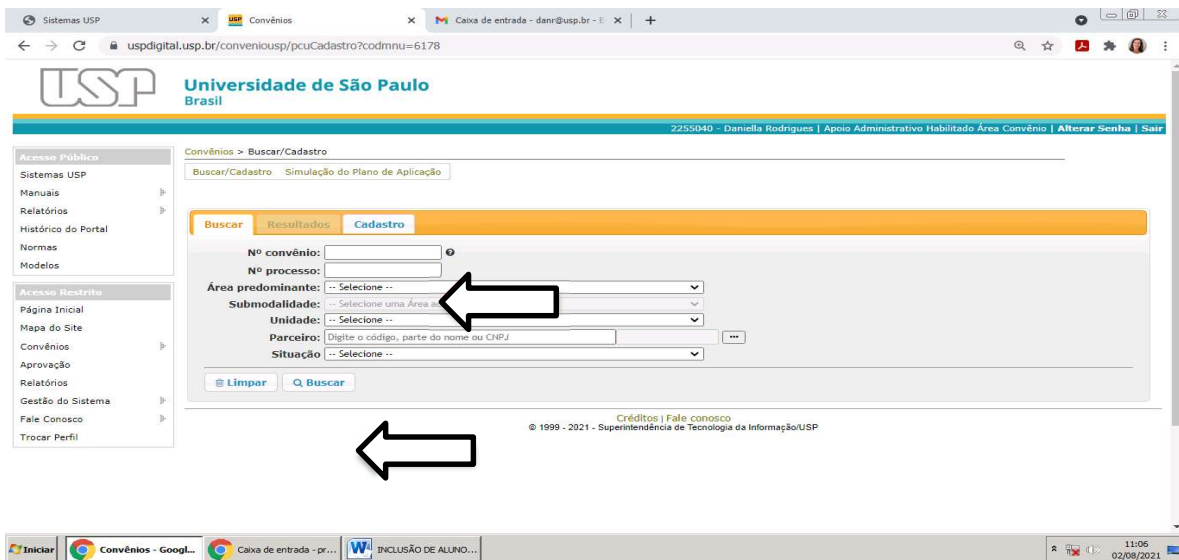 Sistemas USP
USP Convênios
Caixa de entrada - danr@usp.br - E
uspdigital.usp.br/conveniousp/pcuCadastro?codmnu=6178
USP
Universidade de São Paulo
Brasil
2255040 - Daniella Rodrigues | Apoio Administrativo Habilitado Área Convênio | Alterar Senha | Sair
Acesso Público
Sistemas USP
Manuais
Relatórios
Histórico do Portal
Normas
Modelos
Acesso Restrito
Página Inicial
Mapa do Site
Convênios
Aprovação
Relatórios
Gestão do Sistema
Fale Conosco
Trocar Perfil
Convênios > Buscar/Cadastro
Buscar/Cadastro Simulação do Plano de Aplicação
Buscar Resultados Cadastro
Nº convênio:
Nº processo:
Área predominante: -- Selecione --
Submodalidade: -- Selecione uma Área
Unidade: -- Selecione --
Parceiro: Digite o código, parte do nome ou CNPJ
Situação -- Selecione --
Limpar Buscar
Créditos | Fale conosco
© 1999 - 2021 - Superintendência de Tecnologia da Informação/USP
Iniciar
Convênios - Googl...
Caixa de entrada - pr...
INCLUSÃO DE ALUNO...
11:06
02/08/2021